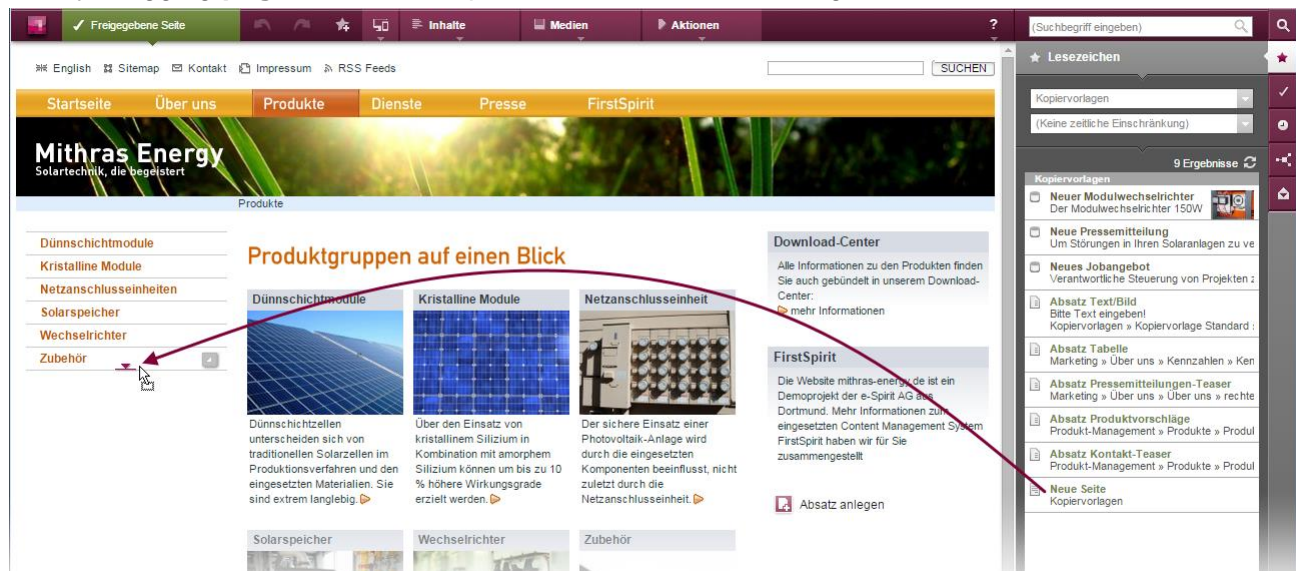 Freigegebene Seite
Inhalte
Medien
Aktionen
?
(Suchbegriff eingeben)
English Sitemap Kontakt Impressum RSS Feeds
SUCHEN
Startseite Über uns Produkte Dienste Presse FirstSpirit
Mithras Energy
Solartechnik, die begeistert
Produkte
Dünnschichtmodule
Kristalline Module
Netzanschlusseinheiten
Solarspeicher
Wechselrichter
Zubehör
Produktgruppen auf einen Blick
Dünnschichtmodule
Dünnschichtzellen
unterscheiden sich von
traditionellen Solarzellen im
Produktionsverfahren und den
eingesetzten Materialien. Sie
sind extrem langlebig.
Kristalline Module
Über den Einsatz von
kristallinem Silizium in
Kombination mit amorphem
Silizium können um bis zu 10
% höhere Wirkungsgrade
erzielt werden.
Netzanschlusseinheit
Der sichere Einsatz einer
Photovoltaik-Anlage wird
durch die eingesetzten
Komponenten beeinflusst, nicht
zuletzt durch die
Netzanschlusseinheit.
Solarspeicher
Wechselrichter
Zubehör
Download-Center
Alle Informationen zu den Produkten finden
Sie auch gebündelt in unserem Download-
Center:
mehr Informationen
FirstSpirit
Die Website mithras-energy.de ist ein
Demoprojekt der e-Spirit AG aus
Dortmund. Mehr Informationen zum
eingesetzten Content Management System
FirstSpirit haben wir für Sie
zusammengestellt
Absatz anlegen
Lesezeichen
Kopiervorlagen
(Keine zeitliche Einschränkung)
9 Ergebnisse
Kopiervorlagen
Neuer Modulwechselrichter
Der Modulwechselrichter 150W
Neue Pressemitteilung
Um Störungen in Ihren Solaranlagen zu ve
Neues Jobangebot
Verantwortliche Steuerung von Projekten z
Absatz Text/Bild
Bitte Text eingeben!
Kopiervorlagen » Kopiervorlage Standard :
Absatz Tabelle
Marketing » Über uns » Kennzahlen » Ken
Absatz Pressemitteilungen-Teaser
Marketing » Über uns » Über uns » rechte
Absatz Produktvorschläge
Produkt-Management » Produkte » Produl
Absatz Kontakt-Teaser
Produkt-Management » Produkte » Produl
Neue Seite
Kopiervorlagen